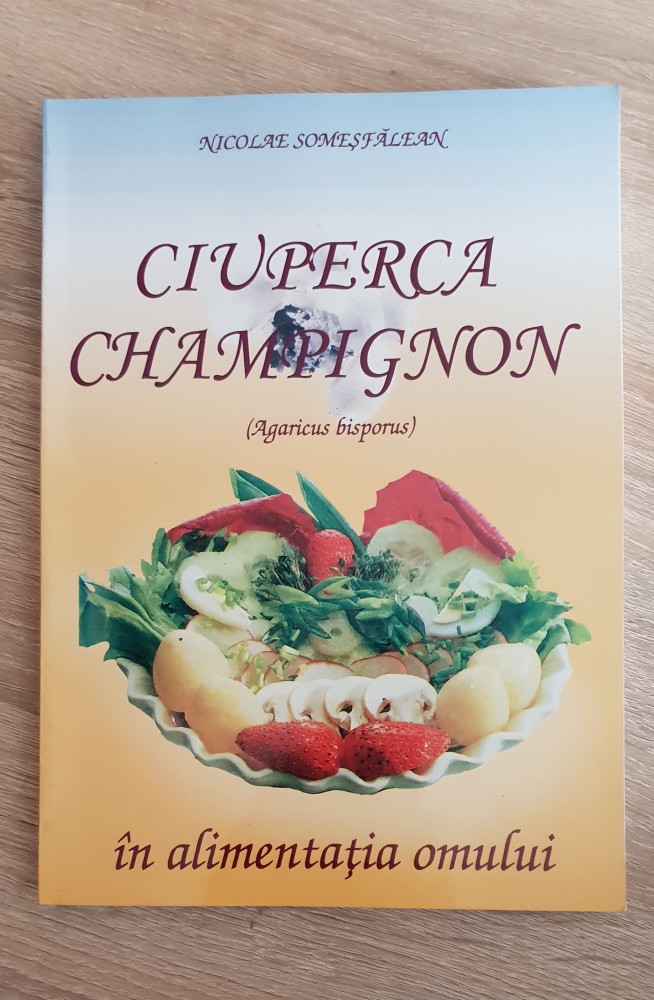 NICOLAE SOMEŞFĂLEAN
CIUPERCA
CHAMPIGNON
(Agaricus bisporus)
în alimentaţia omului